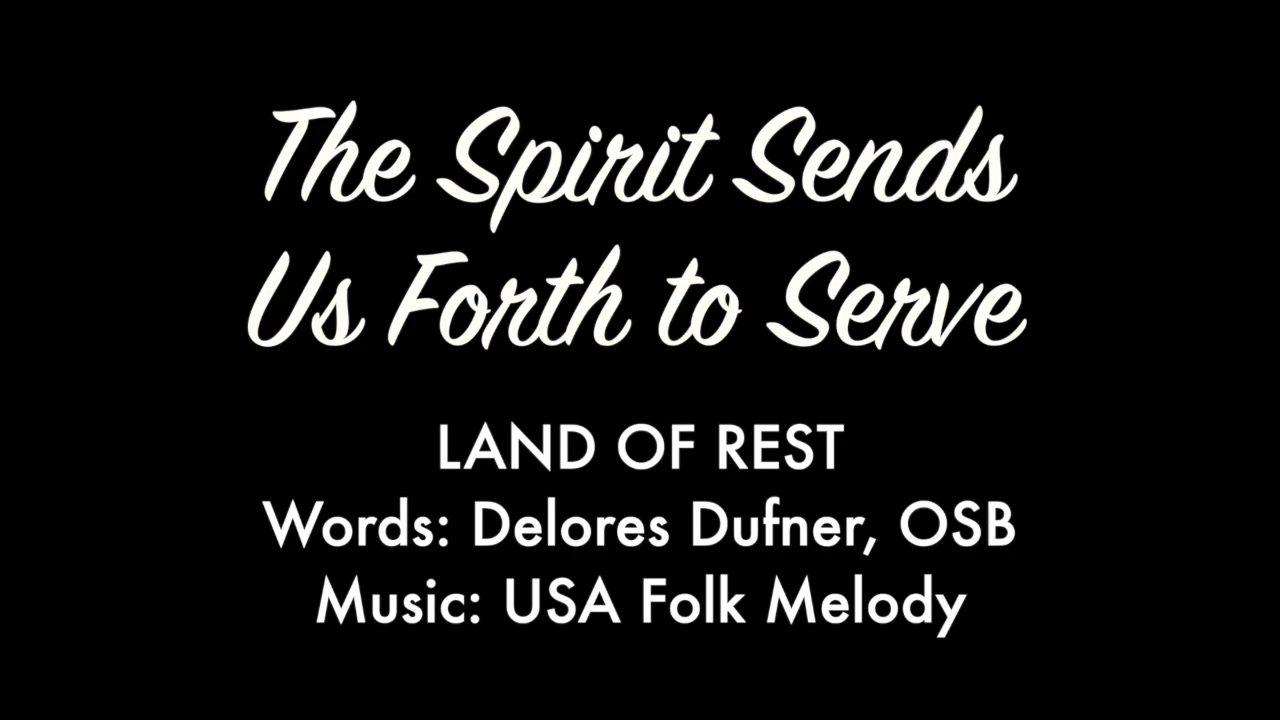 The Spirit Sends
Us Forth to Serve
LAND OF REST
Words: Delores Dufner, OSB
Music: USA Folk Melody